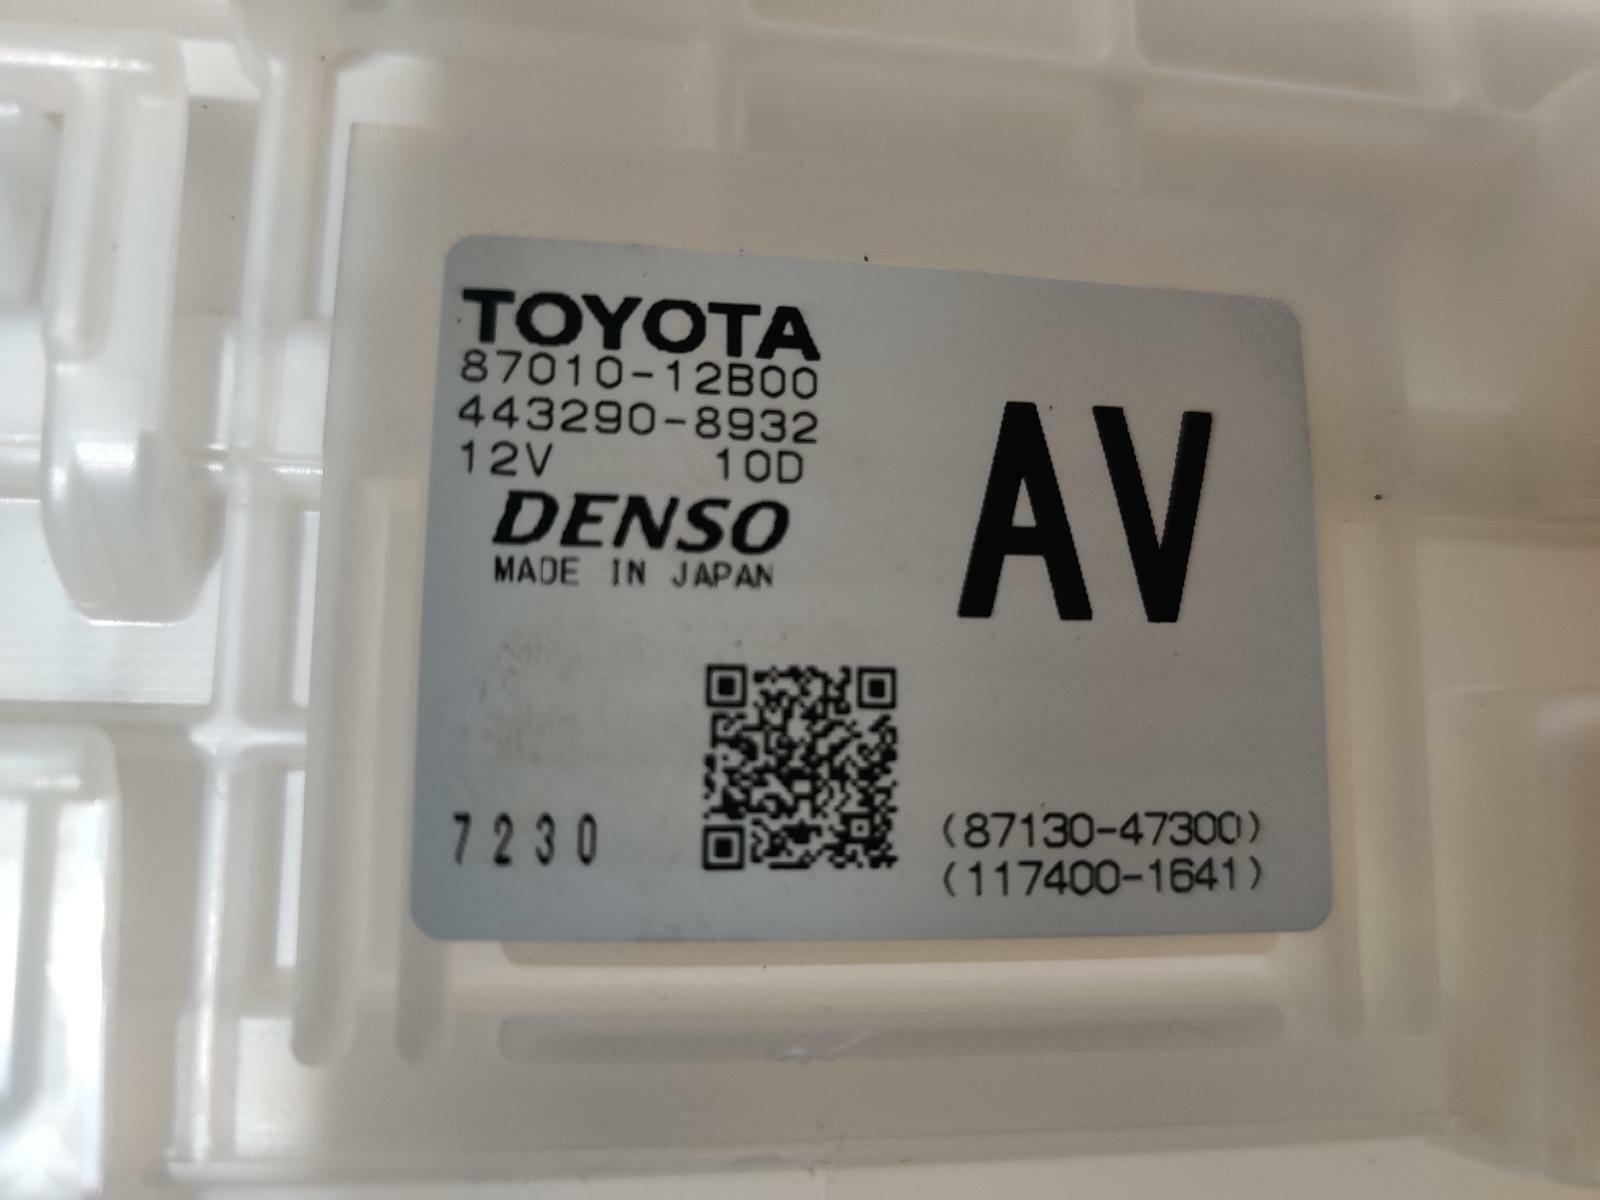 TOYOTA
87010-12B00
443290-8932
12V 10D
DENSO
MADE IN JAPAN
AV
7230
(87130-47300)
(117400-1641)